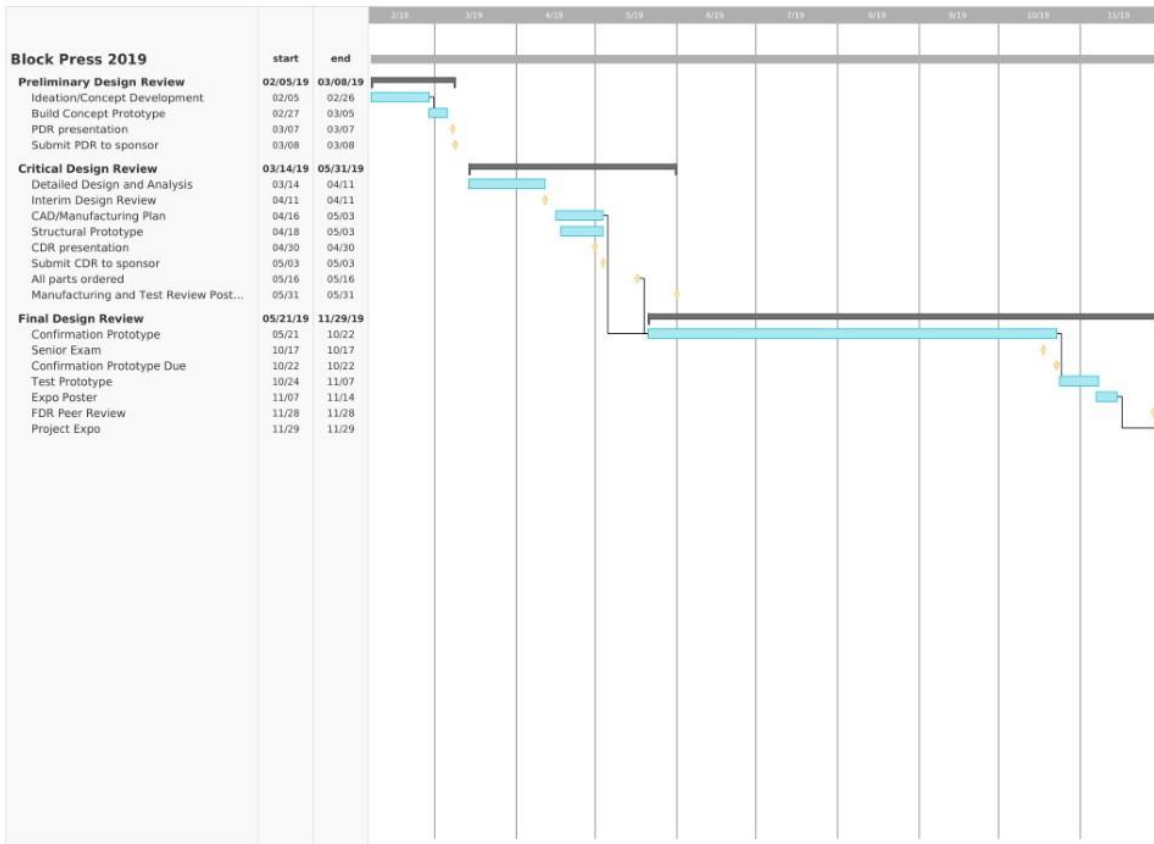 2/19 3/19 4/19 5/19 6/19 7/19 8/19 9/19 10/19 11/19
Block Press 2019 start end
Preliminary Design Review 02/05/19 03/08/19
Ideation/Concept Development 02/05 02/26
Build Concept Prototype 02/27 03/05
PDR presentation 03/07 03/07
Submit PDR to sponsor 03/08 03/08
Critical Design Review 03/14/19 05/31/19
Detailed Design and Analysis 03/14 04/11
Interim Design Review 04/11 04/11
CAD/Manufacturing Plan 04/16 05/03
Structural Prototype 04/18 05/03
CDR presentation 04/30 04/30
Submit CDR to sponsor 05/03 05/03
All parts ordered 05/16 05/16
Manufacturing and Test Review Post... 05/31 05/31
Final Design Review 05/21/19 11/29/19
Confirmation Prototype 05/21 10/22
Senior Exam 10/17 10/17
Confirmation Prototype Due 10/22 10/22
Test Prototype 10/24 11/07
Expo Poster 11/07 11/14
FDR Peer Review 11/28 11/28
Project Expo 11/29 11/29